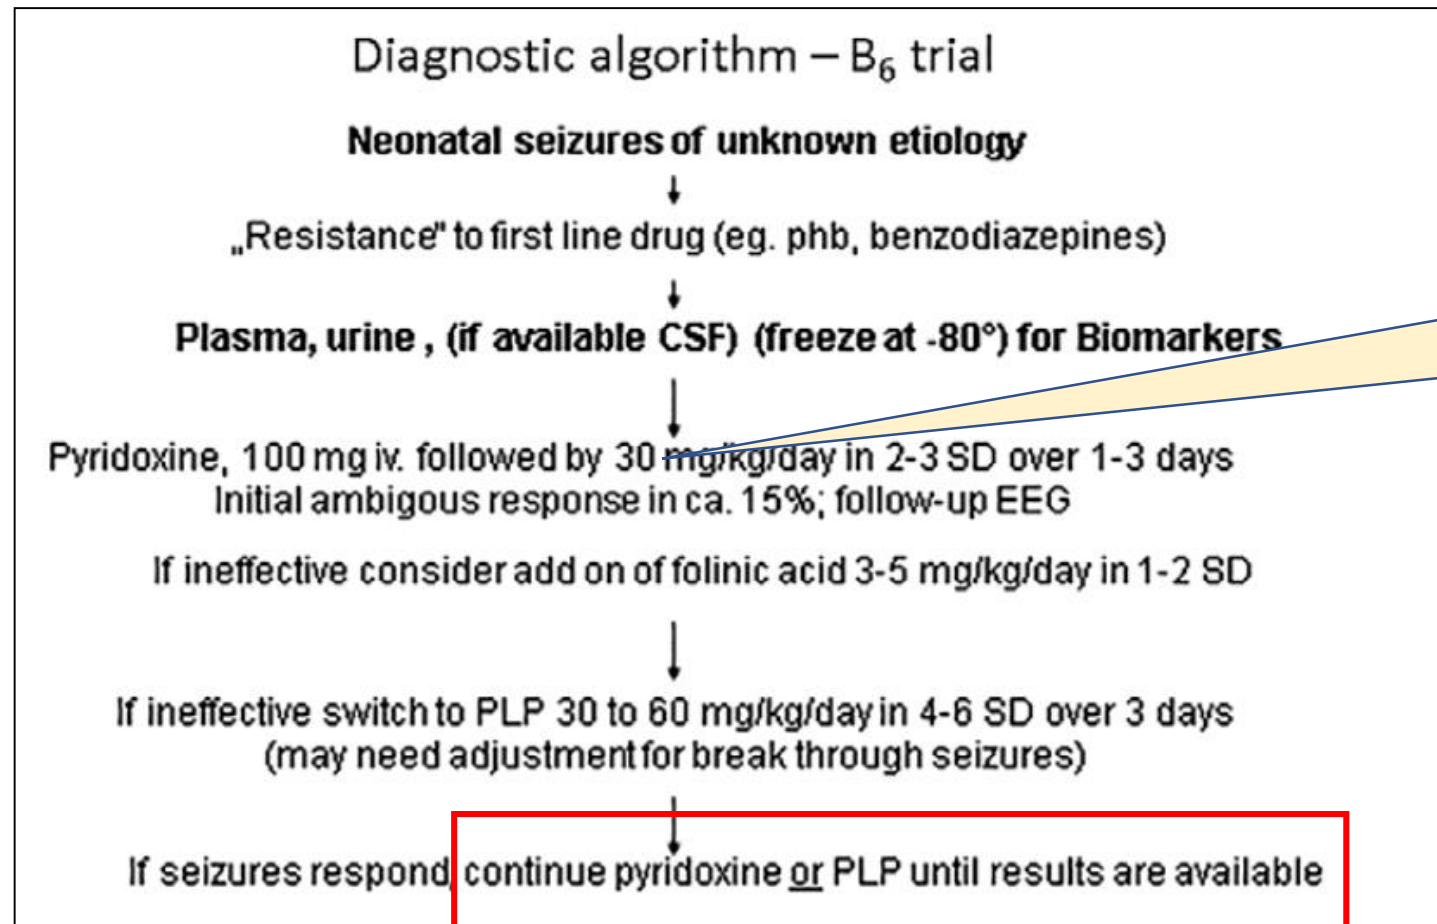 Diagnostic algorithm – B₆ trial
Neonatal seizures of unknown etiology
„Resistance" to first line drug (eg. phb, benzodiazepines)
Plasma, urine , (if available CSF) (freeze at -80°) for Biomarkers
Pyridoxine, 100 mg iv. followed by 30 mg/kg/day in 2-3 SD over 1-3 days
Initial ambigous response in ca. 15%; follow-up EEG
If ineffective consider add on of folinic acid 3-5 mg/kg/day in 1-2 SD
If ineffective switch to PLP 30 to 60 mg/kg/day in 4-6 SD over 3 days
(may need adjustment for break through seizures)
If seizures respond, continue pyridoxine or PLP until results are available